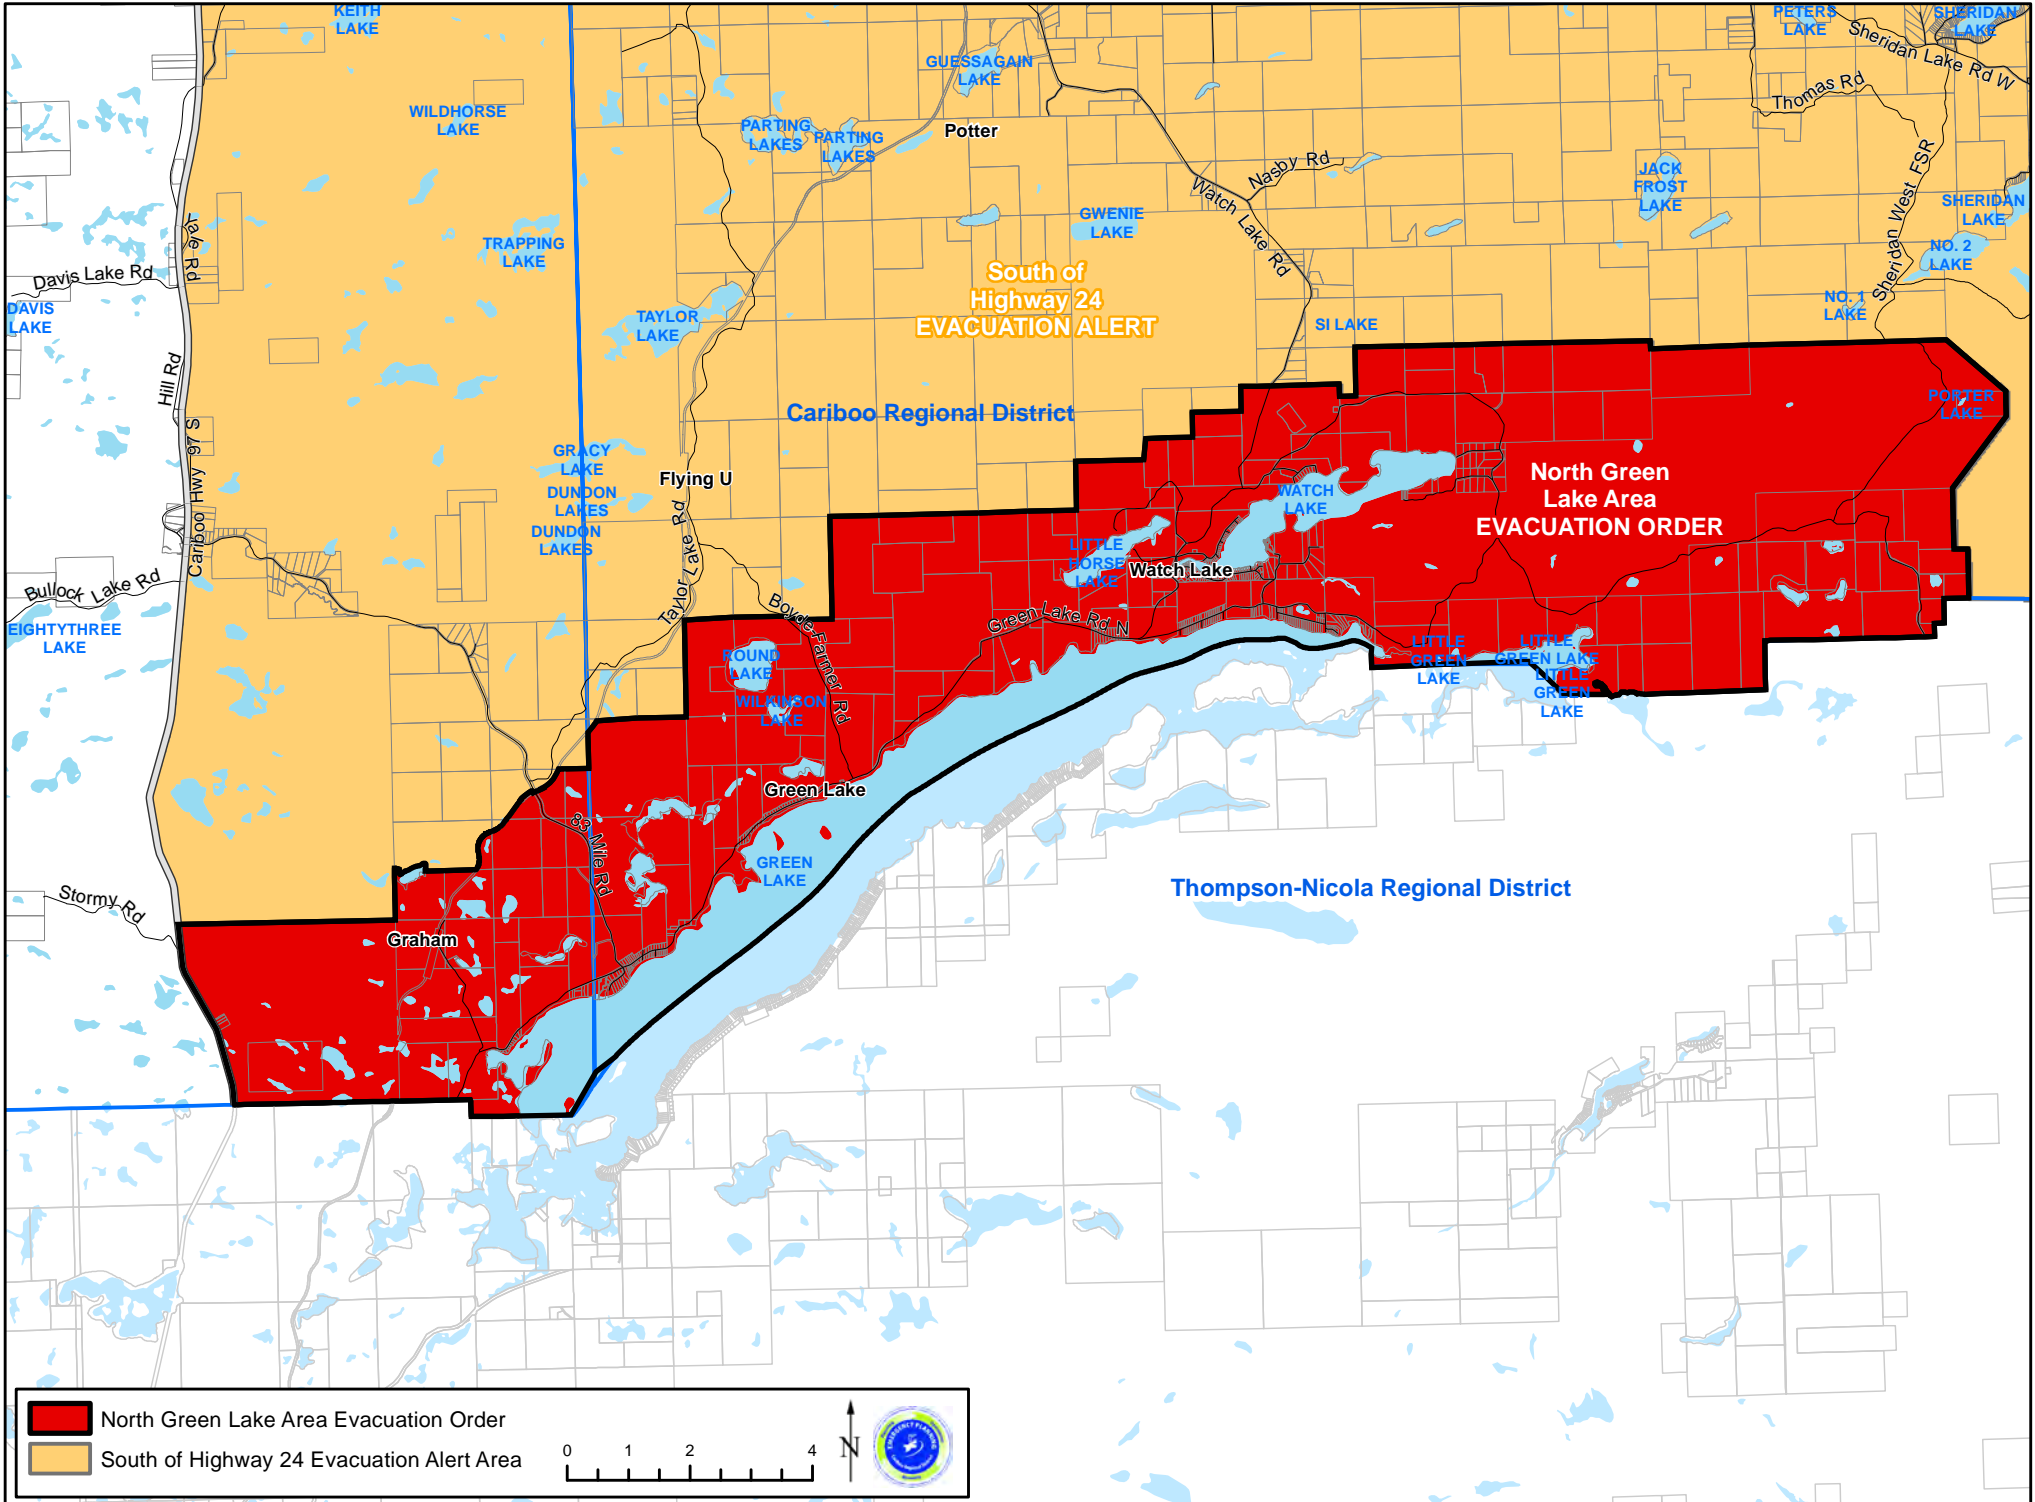 KEITH
LAKE
PETERS
LAKE
SHERIDAN
LAKE
Sheridan Lake Rd W
GUESSAGAIN
LAKE
Thomas Rd
WILDHORSE
LAKE
PARTING
LAKES
PARTING
LAKES
Potter
Nasby Rd
Watch Lake Rd
JACK
FROST
LAKE
Sheridan West FSR
SHERIDAN
LAKE
GWENIE
LAKE
Yale Rd
TRAPPING
LAKE
NO. 2
LAKE
Davis Lake Rd
South of
Highway 24
EVACUATION ALERT
DAVIS
LAKE
TAYLOR
LAKE
SI LAKE
NO. 1
LAKE
Hill Rd
Cariboo Regional District
PORTER
LAKE
Cariboo Hwy 97 S
GRACY
LAKE
Flying U
DUNDON
LAKES
DUNDON
LAKES
WATCH
LAKE
North Green
Lake Area
EVACUATION ORDER
Taylor Lake Rd
LITTLE
HORSE
LAKE
Watch Lake
Bullock Lake Rd
Boyde-Farmer Rd
Green Lake Rd N
EIGHTYTHREE
LAKE
ROUND
LAKE
LITTLE
GREEN
LAKE
LITTLE
GREEN LAKE
LITTLE
GREEN
LAKE
WILKINSON
LAKE
Green Lake
83 Mile Rd
GREEN
LAKE
Thompson-Nicola Regional District
Stormy Rd
Graham
North Green Lake Area Evacuation Order
South of Highway 24 Evacuation Alert Area
0 1 2 4
N
EMERGENCY PLANNING